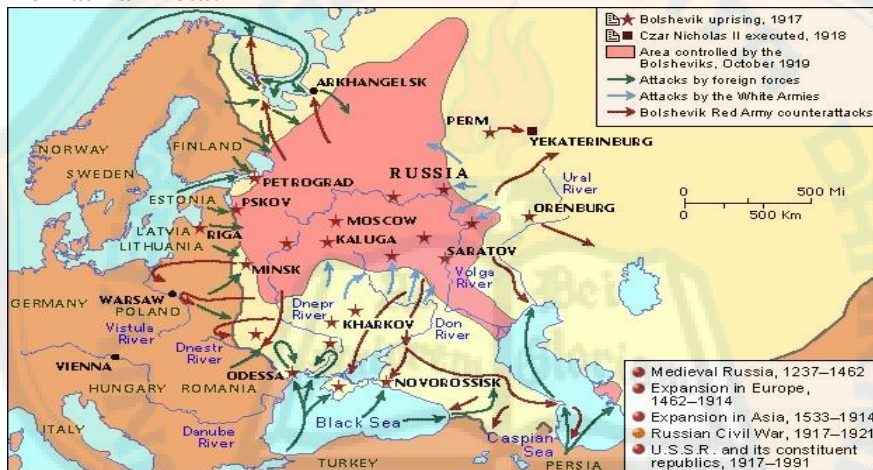 Bolshevik uprising, 1917
Czar Nicholas II executed, 1918
Area controlled by the
Bolsheviks, October 1919
Attacks by foreign forces
Attacks by the White Armies
Bolshevik Red Army counterattacks
ARKHANGELSK
PERM
YEKATERINBURG
NORWAY
FINLAND
SWEDEN
RUSSIA
Ural
River
PETROGRAD
500 Mi
0
500 Km
ESTONIA
PSKOV
ORENBURG
LATVIA
RIGA
MOSCOW
LITHUANIA
KALUGA
SARATOV
MINSK
Volga
River
GERMANY
WARSAW
POLAND
Dnepr
River
Vistula
River
KHARKOV
Don
River
Dnestr
River
VIENNA
ODESSA
NOVOROSSISK
HUNGARY
ROMANIA
Medieval Russia, 1237–1462
Expansion in Europe,
1462–1914
Expansion in Asia, 1533–1914
Russian Civil War, 1917–1921
U.S.S.R. and its constituent
republics, 1917–1991
ITALY
Danube
River
Black Sea
Caspian
Sea
TURKEY
PERSIA